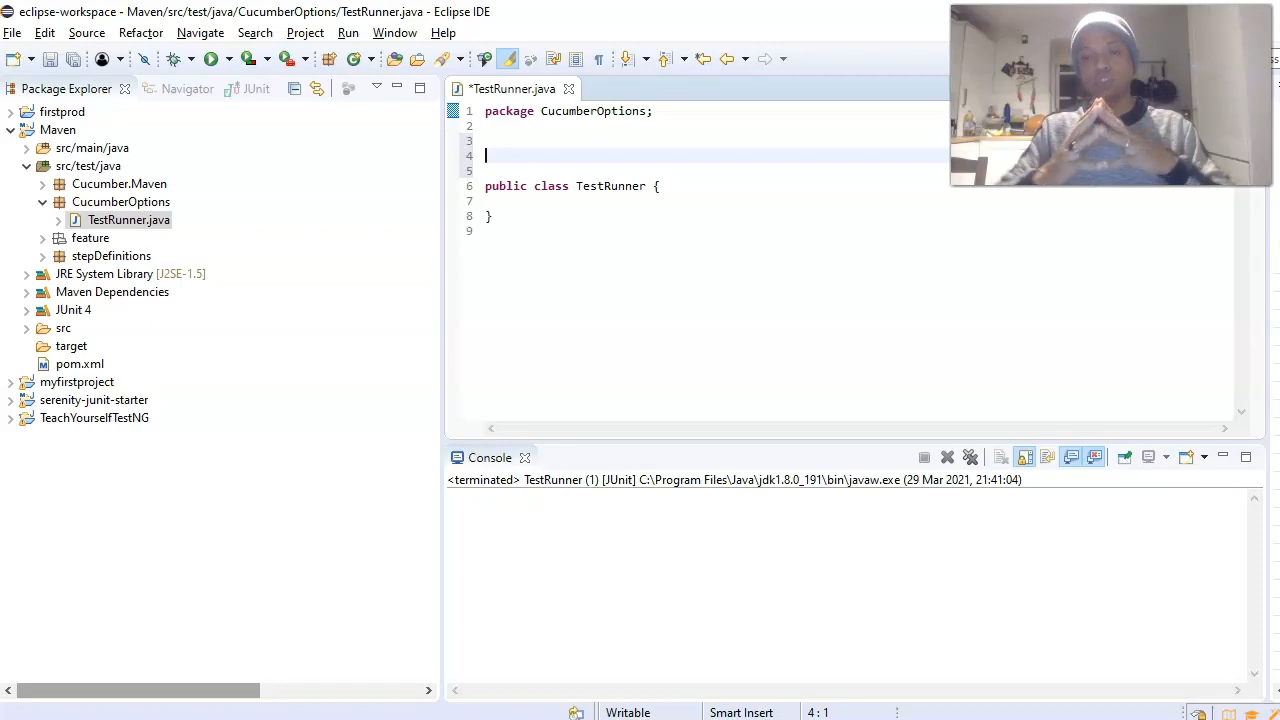 eclipse-workspace - Maven/src/test/java/CucumberOptions/TestRunner.java - Eclipse IDE
File Edit Source Refactor Navigate Search Project Run Window Help
Package Explorer Navigator JUnit
firstprod
Maven
src/main/java
src/test/java
Cucumber.Maven
CucumberOptions
TestRunner.java
feature
stepDefinitions
JRE System Library [J2SE-1.5]
Maven Dependencies
JUnit 4
src
target
pom.xml
myfirstproject
serenity-junit-starter
TeachYourselfTestNG
*TestRunner.java
1 package CucumberOptions;
2
3
4
5
6 public class TestRunner {
7
8 }
9
Console
<terminated> TestRunner (1) [JUnit] C:\Program Files\Java\jdk1.8.0_191\bin\javaw.exe (29 Mar 2021, 21:41:04)
Writable Smart Insert 4 : 1